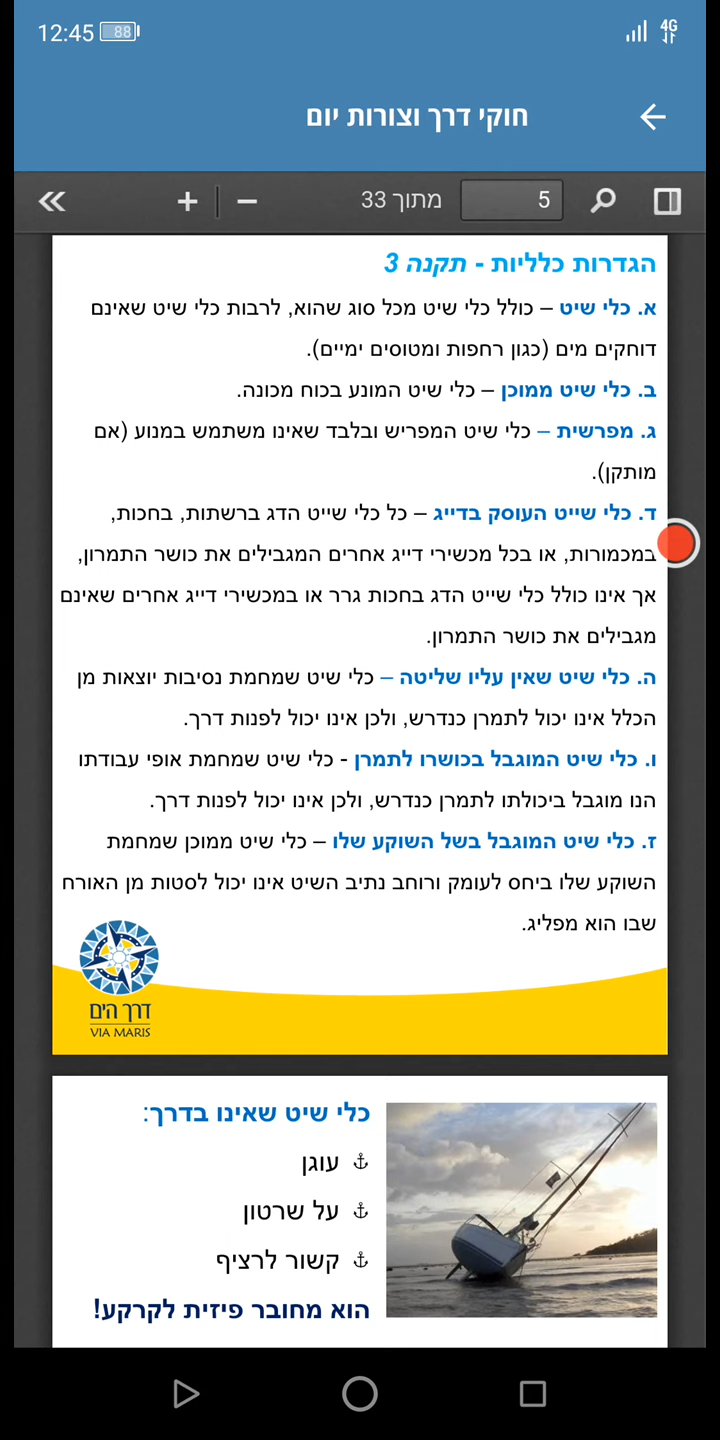 12:45
88
4G
חוקי דרך וצורות יום
5
מתוך 33
הגדרות כלליות - תקנה 3
א. כלי שיט – כולל כלי שיט מכל סוג שהוא, לרבות כלי שיט שאינם
דוחקים מים (כגון רחפות ומטוסים ימיים).
ב. כלי שיט ממוכן – כלי שיט המונע בכוח מכונה.
ג. מפרשית – כלי שיט המפריש ובלבד שאינו משתמש במנוע (אם
מותקן).
ד. כלי שייט העוסק בדייג – כל כלי שייט הדג ברשתות, בחכות,
במכמורות, או בכל מכשירי דייג אחרים המגבילים את כושר התמרון,
אך אינו כולל כלי שייט הדג בחכות גרר או במכשירי דייג אחרים שאינם
מגבילים את כושר התמרון.
ה. כלי שיט שאין עליו שליטה – כלי שיט שמחמת נסיבות יוצאות מן
הכלל אינו יכול לתמרן כנדרש, ולכן אינו יכול לפנות דרך.
ו. כלי שיט המוגבל בכושרו לתמרן - כלי שיט שמחמת אופי עבודתו
הנו מוגבל ביכולתו לתמרן כנדרש, ולכן אינו יכול לפנות דרך.
ז. כלי שיט המוגבל בשל השוקע שלו – כלי שיט ממוכן שמחמת
השוקע שלו ביחס לעומק ורוחב נתיב השיט אינו יכול לסטות מן האורח
שבו הוא מפליג.
דרך הים
VIA MARIS
כלי שיט שאינו בדרך:
עוגן
על שרטון
קשור לרציף
הוא מחובר פיזית לקרקע!